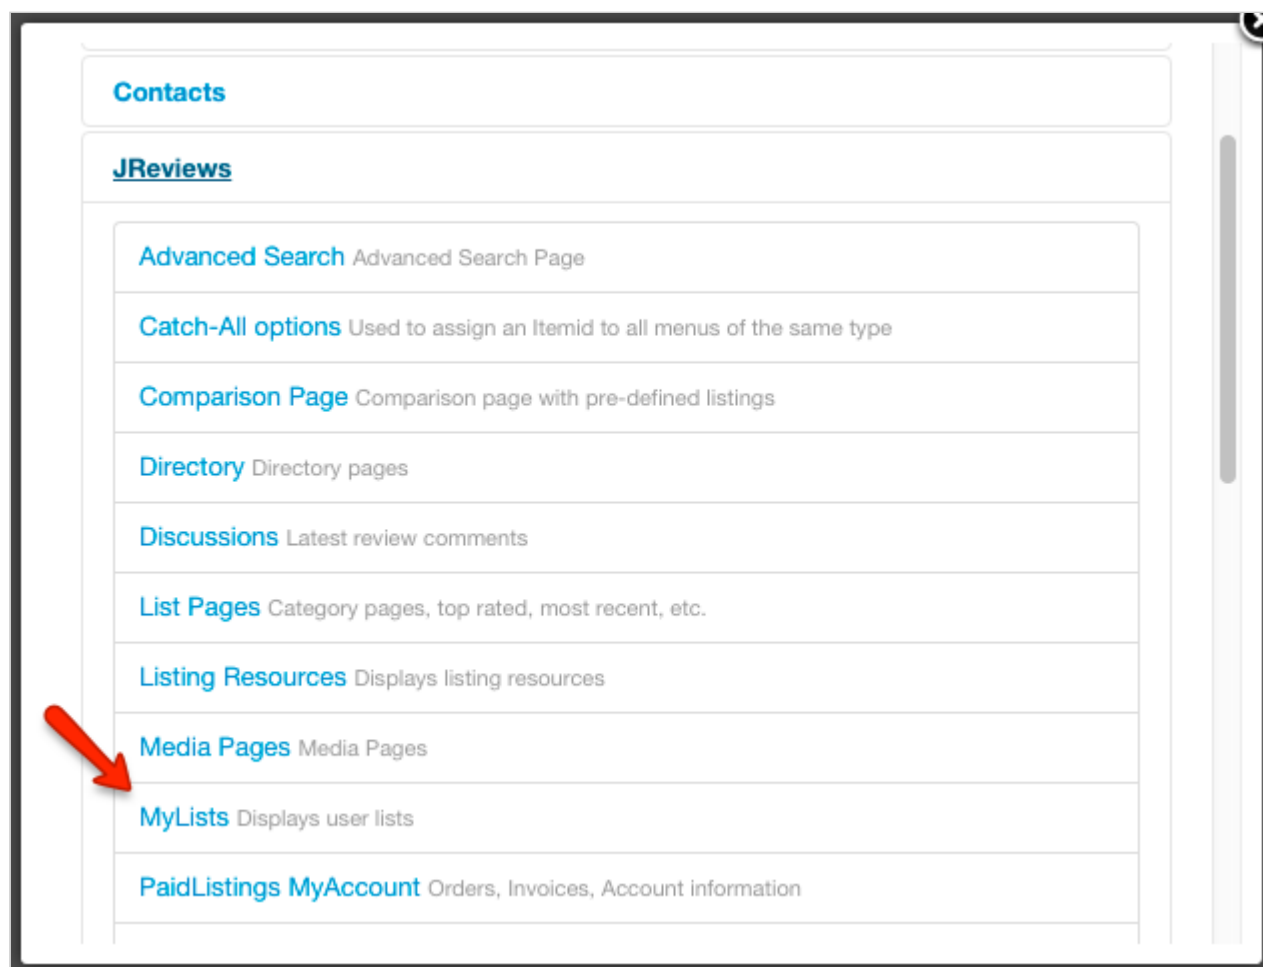 Contacts
JReviews
Advanced Search Advanced Search Page
Catch-All options Used to assign an Itemid to all menus of the same type
Comparison Page Comparison page with pre-defined listings
Directory Directory pages
Discussions Latest review comments
List Pages Category pages, top rated, most recent, etc.
Listing Resources Displays listing resources
Media Pages Media Pages
MyLists Displays user lists
PaidListings MyAccount Orders, Invoices, Account information